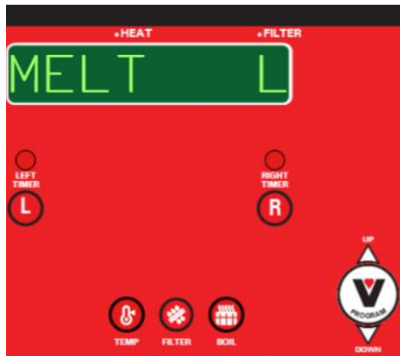 HEAT FILTER
MELT L
LEFT TIMER RIGHT TIMER
L R
UP
V
PROGRAM
TEMP FILTER BOIL
DOWN